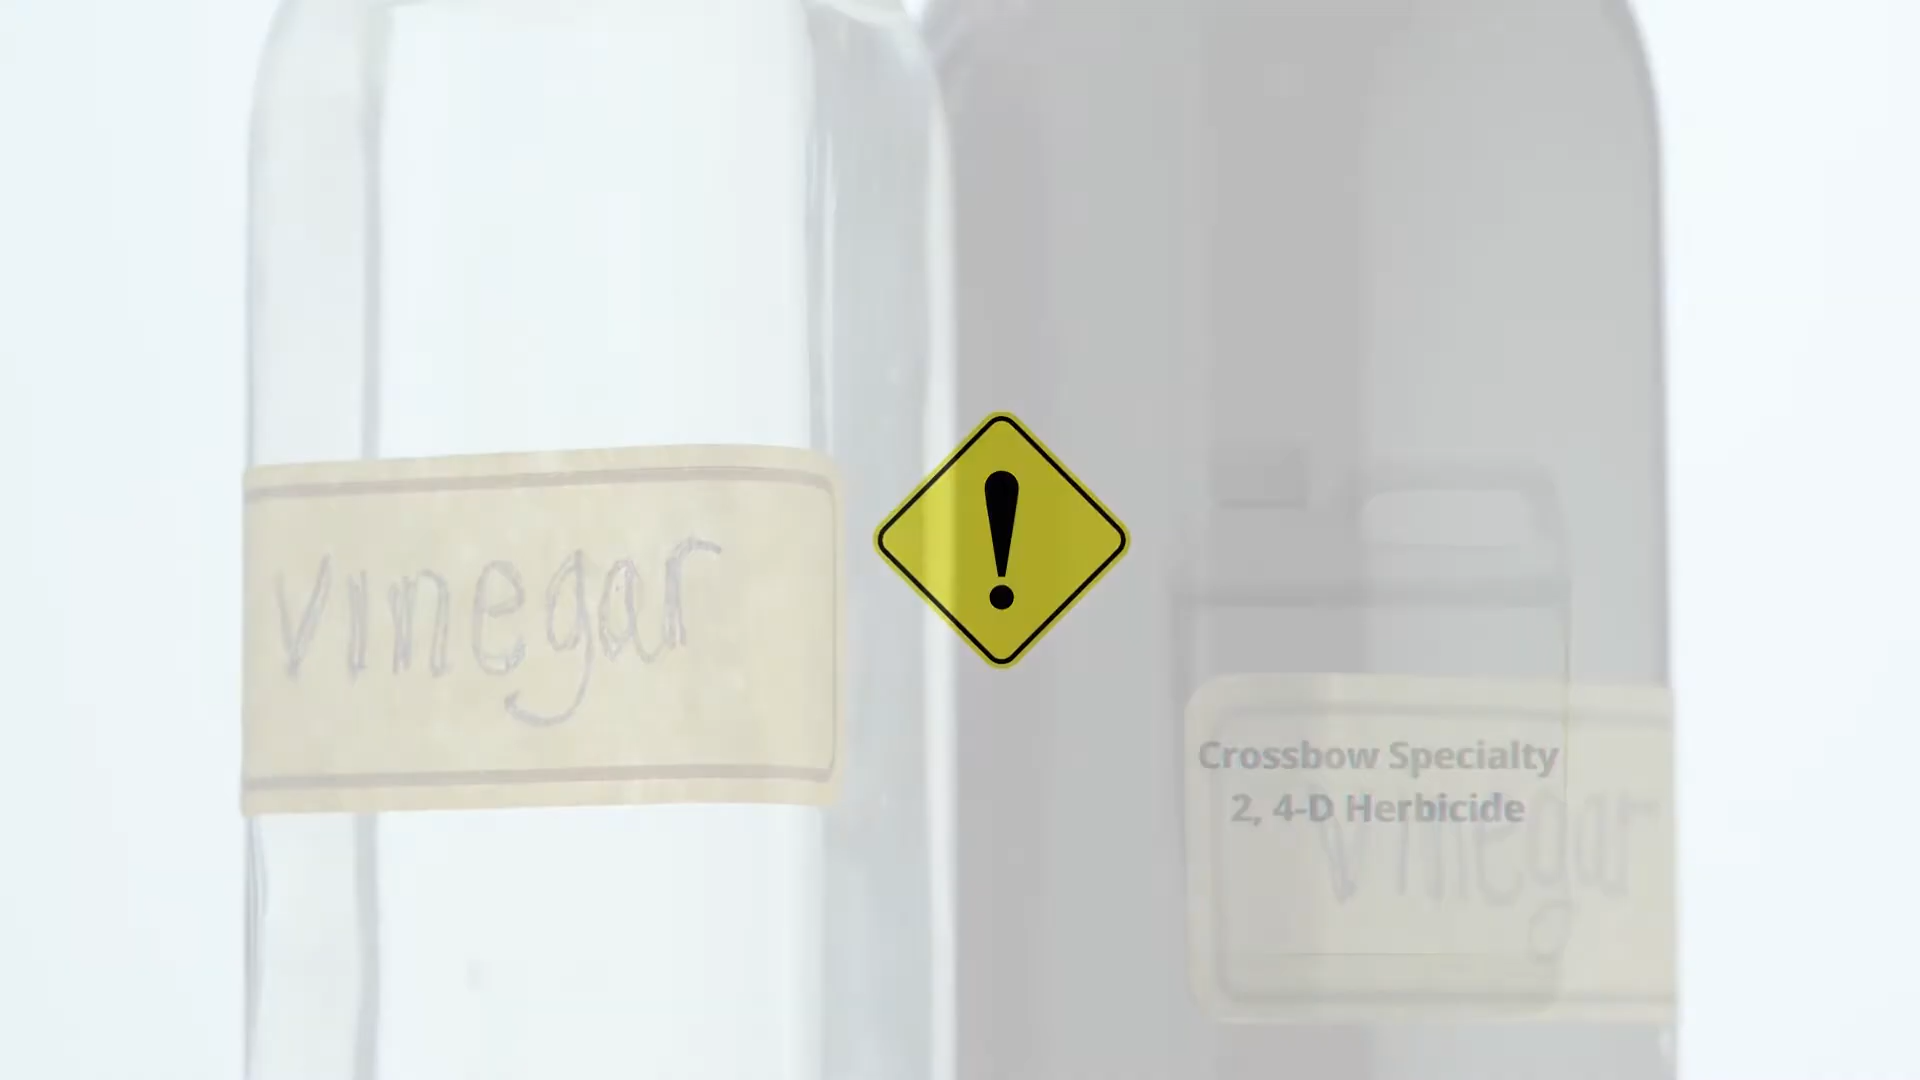 vinegar
!
Crossbow Specialty
2, 4-D Herbicide
vinegar